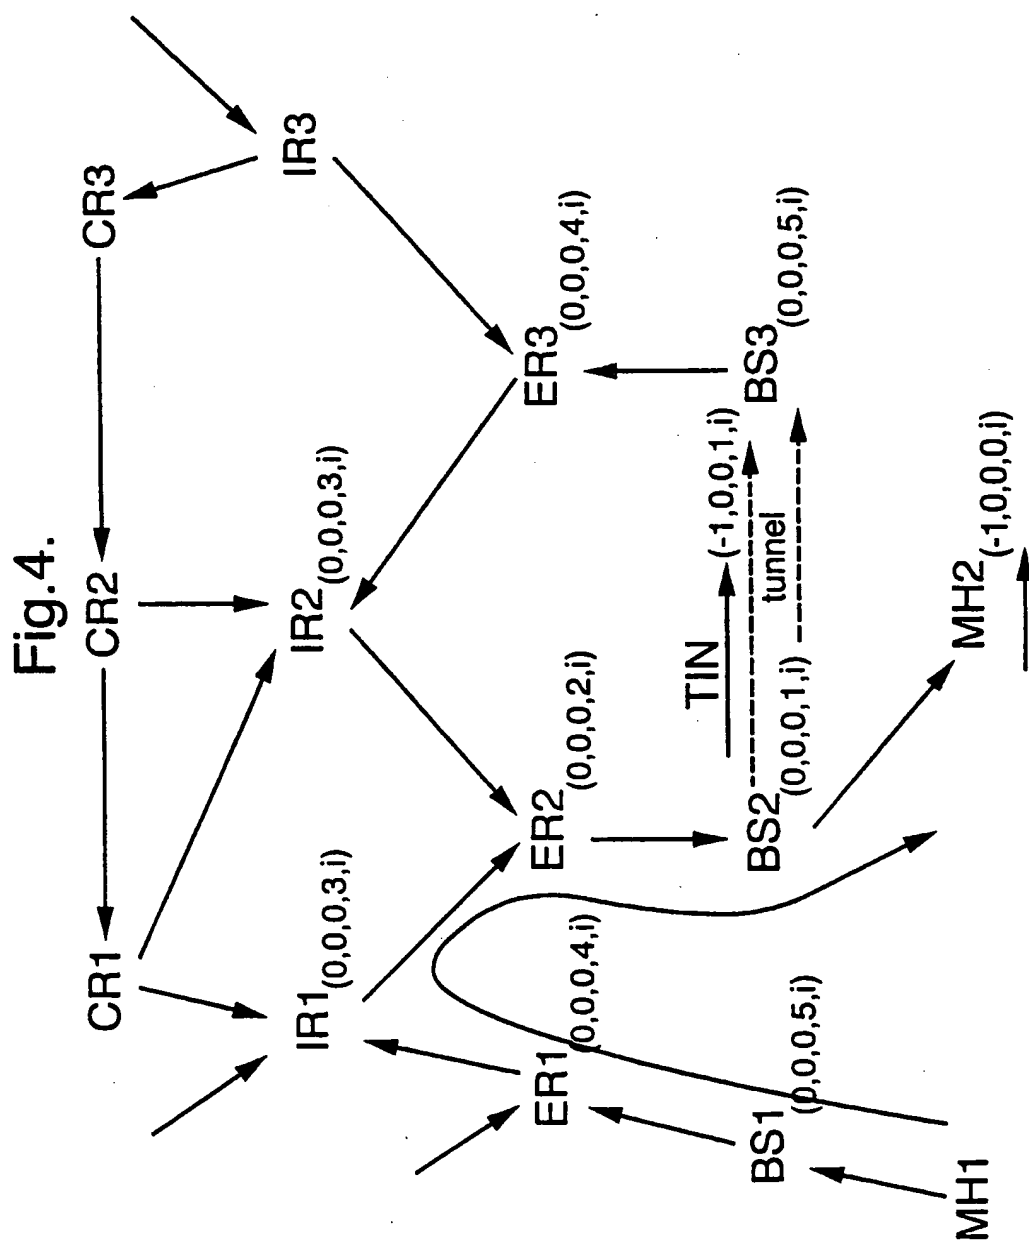 Fig.4.
CR1
CR2
CR3
IR1(0,0,0,3,i)
IR2(0,0,0,3,i)
IR3
ER1(0,0,0,4,i)
ER2(0,0,0,2,i)
ER3(0,0,0,4,i)
TIN
(-1,0,0,1,i)
tunnel
BS1(0,0,0,5,i)
BS2(0,0,0,1,i)
BS3(0,0,0,5,i)
MH1
MH2(-1,0,0,0,i)